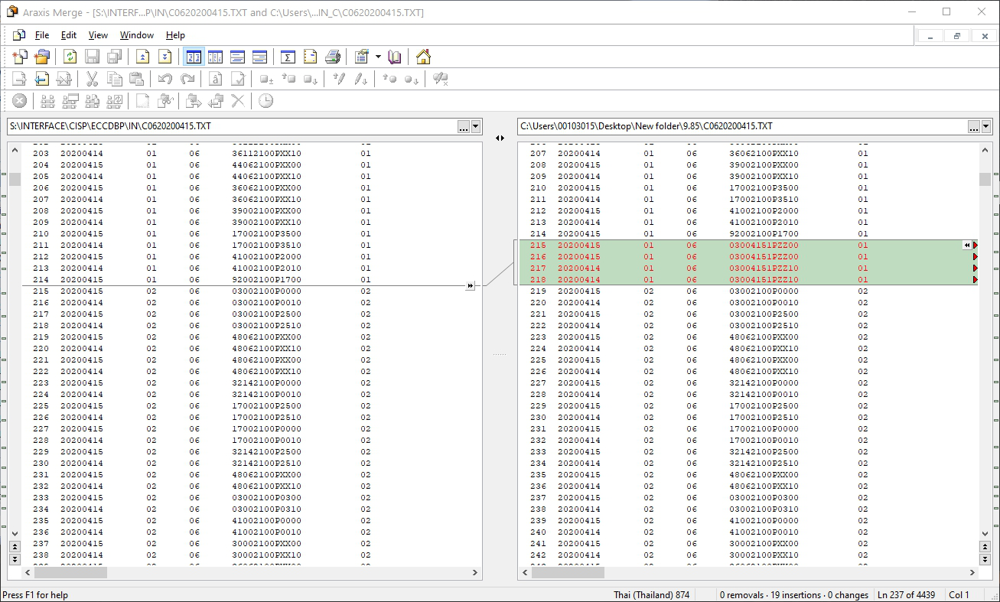 Araxis Merge - [S:\INTERF...P\IN\C0620200415.TXT and C:\Users\...IN_C\C0620200415.TXT]
File Edit View Window Help
S:\INTERFACE\CISP\ECCDBP\IN\C0620200415.TXT
203 20200414 01 06 36112100PXX10 01
204 20200415 01 06 44062100PXX00 01
205 20200414 01 06 44062100PXX10 01
206 20200415 01 06 36062100PXX00 01
207 20200414 01 06 36062100PXX10 01
208 20200415 01 06 39002100PXX00 01
209 20200414 01 06 39002100PXX10 01
210 20200415 01 06 17002100P3500 01
211 20200414 01 06 17002100P3510 01
212 20200415 01 06 41002100P2000 01
213 20200414 01 06 41002100P2010 01
214 20200415 01 06 92002100P1700 01
215 20200415 02 06 03002100P0000 02
216 20200414 02 06 03002100P0010 02
217 20200415 02 06 03002100P2500 02
218 20200414 02 06 03002100P2510 02
219 20200415 02 06 48062100PXX00 02
220 20200414 02 06 48062100PXX10 02
221 20200415 02 06 48062100PXX00 02
222 20200414 02 06 48062100PXX10 02
223 20200415 02 06 32142100P0000 02
224 20200414 02 06 32142100P0010 02
225 20200415 02 06 17002100P2500 02
226 20200414 02 06 17002100P2510 02
227 20200415 02 06 17002100P0000 02
228 20200414 02 06 17002100P0010 02
229 20200415 02 06 32142100P2500 02
230 20200414 02 06 32142100P2510 02
231 20200415 02 06 48062100PXX00 02
232 20200414 02 06 48062100PXX10 02
233 20200415 02 06 03002100P0300 02
234 20200414 02 06 03002100P0310 02
235 20200415 02 06 41002100P0000 02
236 20200414 02 06 41002100P0010 02
237 20200415 02 06 30002100PXX00 02
238 20200414 02 06 30002100PXX10 02
C:\Users\00103015\Desktop\New folder\9.85\C0620200415.TXT
207 20200414 01 06 36062100PXX10 01
208 20200415 01 06 39002100PXX00 01
209 20200414 01 06 39002100PXX10 01
210 20200415 01 06 17002100P3500 01
211 20200414 01 06 17002100P3510 01
212 20200415 01 06 41002100P2000 01
213 20200414 01 06 41002100P2010 01
214 20200415 01 06 92002100P1700 01
215 20200415 01 06 03004151PZZ00 01
216 20200415 01 06 03004151PZZ00 01
217 20200414 01 06 03004151PZZ10 01
218 20200414 01 06 03004151PZZ10 01
219 20200415 02 06 03002100P0000 02
220 20200414 02 06 03002100P0010 02
221 20200415 02 06 03002100P2500 02
222 20200414 02 06 03002100P2510 02
223 20200415 02 06 48062100PXX00 02
224 20200414 02 06 48062100PXX10 02
225 20200415 02 06 48062100PXX00 02
226 20200414 02 06 48062100PXX10 02
227 20200415 02 06 32142100P0000 02
228 20200414 02 06 32142100P0010 02
229 20200415 02 06 17002100P2500 02
230 20200414 02 06 17002100P2510 02
231 20200415 02 06 17002100P0000 02
232 20200414 02 06 17002100P0010 02
233 20200415 02 06 32142100P2500 02
234 20200414 02 06 32142100P2510 02
235 20200415 02 06 48062100PXX00 02
236 20200414 02 06 48062100PXX10 02
237 20200415 02 06 03002100P0300 02
238 20200414 02 06 03002100P0310 02
239 20200415 02 06 41002100P0000 02
240 20200414 02 06 41002100P0010 02
241 20200415 02 06 30002100PXX00 02
242 20200414 02 06 30002100PXX10 02
Press F1 for help Thai (Thailand) 874 0 removals · 19 insertions · 0 changes Ln 237 of 4439 Col 1